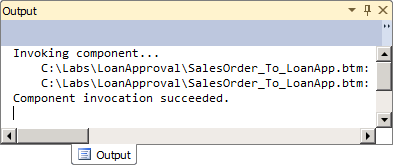 Output
Invoking component...
C:\Labs\LoanApproval\SalesOrder_To_LoanApp.btm:
C:\Labs\LoanApproval\SalesOrder_To_LoanApp.btm:
Component invocation succeeded.
Output